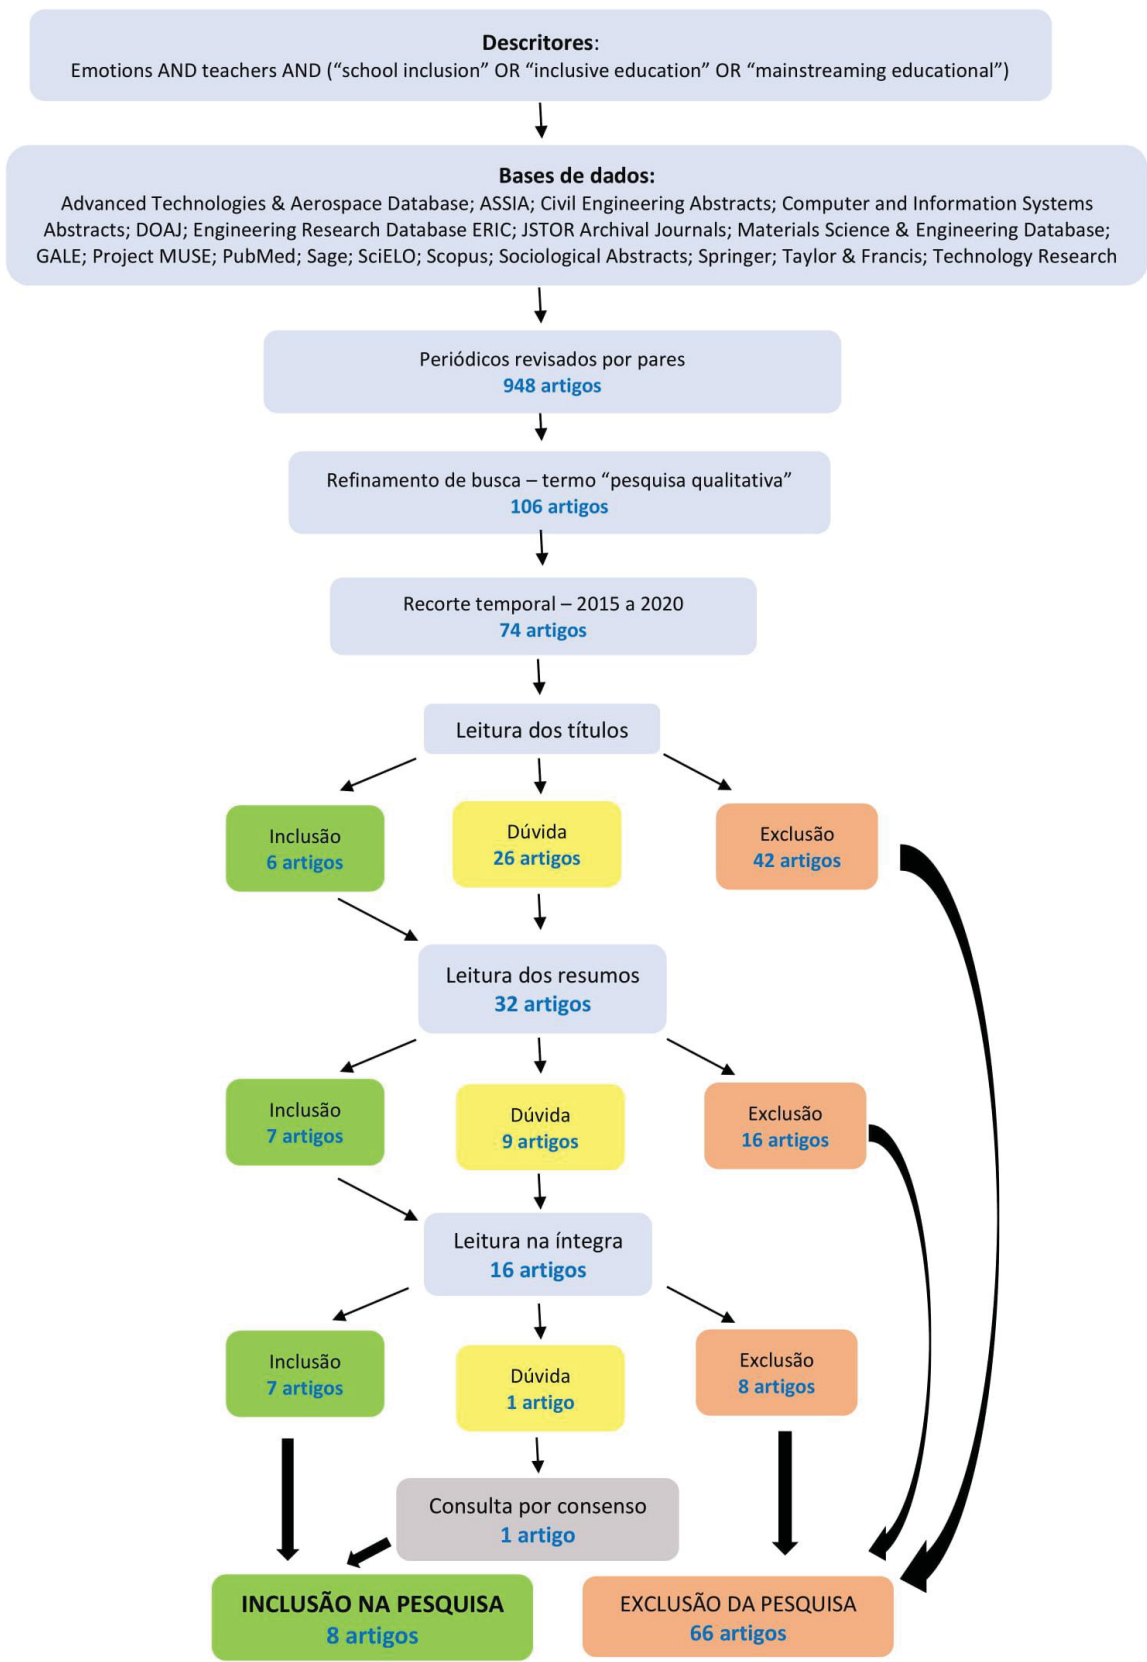 Descritores:
Emotions AND teachers AND (“school inclusion” OR “inclusive education” OR “mainstreaming educational”)
Bases de dados:
Advanced Technologies & Aerospace Database; ASSIA; Civil Engineering Abstracts; Computer and Information Systems
Abstracts; DOAJ; Engineering Research Database ERIC; JSTOR Archival Journals; Materials Science & Engineering Database;
GALE; Project MUSE; PubMed; Sage; SciELO; Scopus; Sociological Abstracts; Springer; Taylor & Francis; Technology Research
Periódicos revisados por pares
948 artigos
Refinamento de busca – termo “pesquisa qualitativa”
106 artigos
Recorte temporal – 2015 a 2020
74 artigos
Leitura dos títulos
Inclusão
6 artigos
Dúvida
26 artigos
Exclusão
42 artigos
Leitura dos resumos
32 artigos
Inclusão
7 artigos
Dúvida
9 artigos
Exclusão
16 artigos
Leitura na íntegra
16 artigos
Inclusão
7 artigos
Dúvida
1 artigo
Exclusão
8 artigos
Consulta por consenso
1 artigo
INCLUSÃO NA PESQUISA
8 artigos
EXCLUSÃO DA PESQUISA
66 artigos